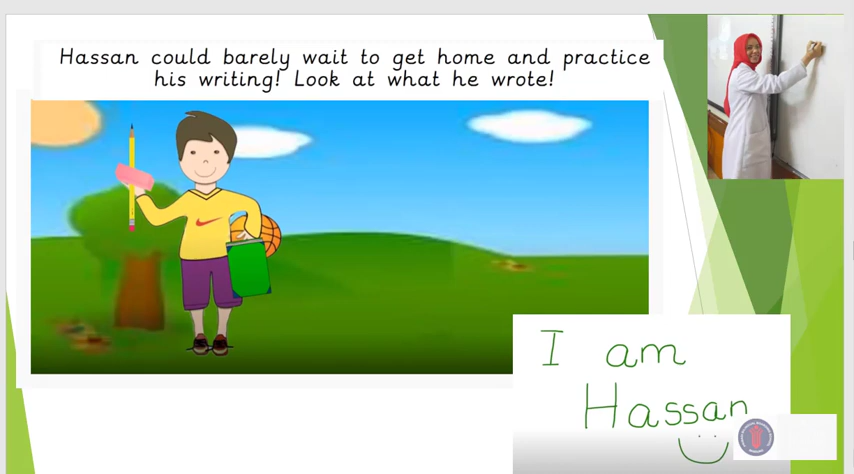 Hassan could barely wait to get home and practice
his writing! Look at what he wrote!
I am
Hassan